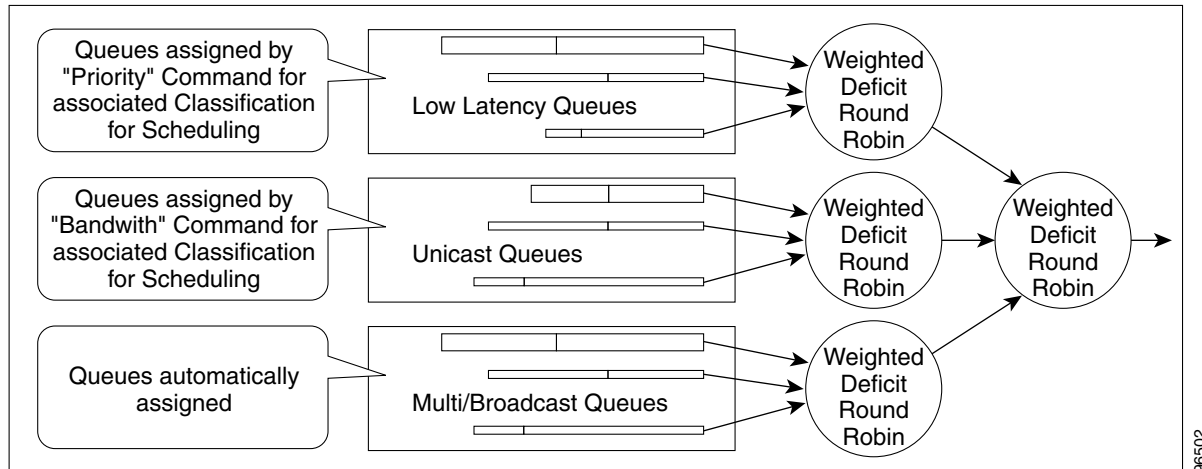 Queues assigned by
"Priority" Command for
associated Classification
for Scheduling
Low Latency Queues
Weighted
Deficit
Round
Robin
Queues assigned by
"Bandwith" Command for
associated Classification
for Scheduling
Unicast Queues
Weighted
Deficit
Round
Robin
Weighted
Deficit
Round
Robin
Queues automatically
assigned
Multi/Broadcast Queues
Weighted
Deficit
Round
Robin